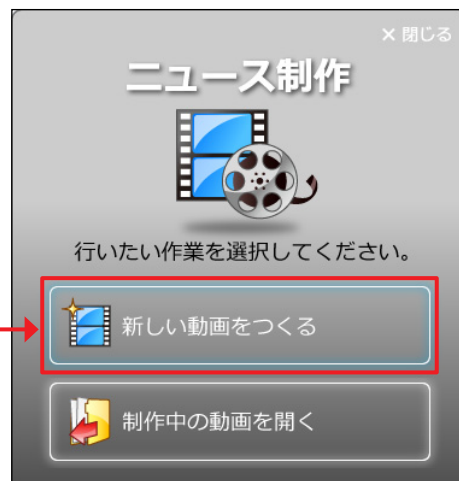 × 閉じる
ニュース制作
行いたい作業を選択してください。
新しい動画をつくる
制作中の動画を開く